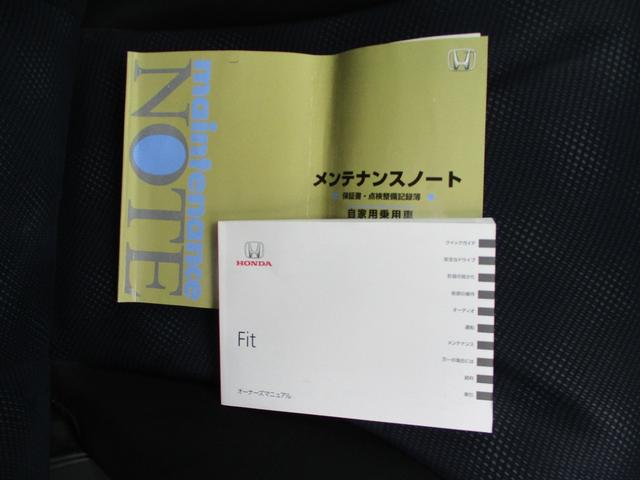 maintenance
NOTE
メンテナンスノート
保証書・点検整備記録簿
自家用乗用車
HONDA
Fit
オーナーズマニュアル
クイックガイド
安全なドライブ
計器の見かた
各部の操作
オーディオ
運転
メンテナンス
万一の場合には
資料
索引